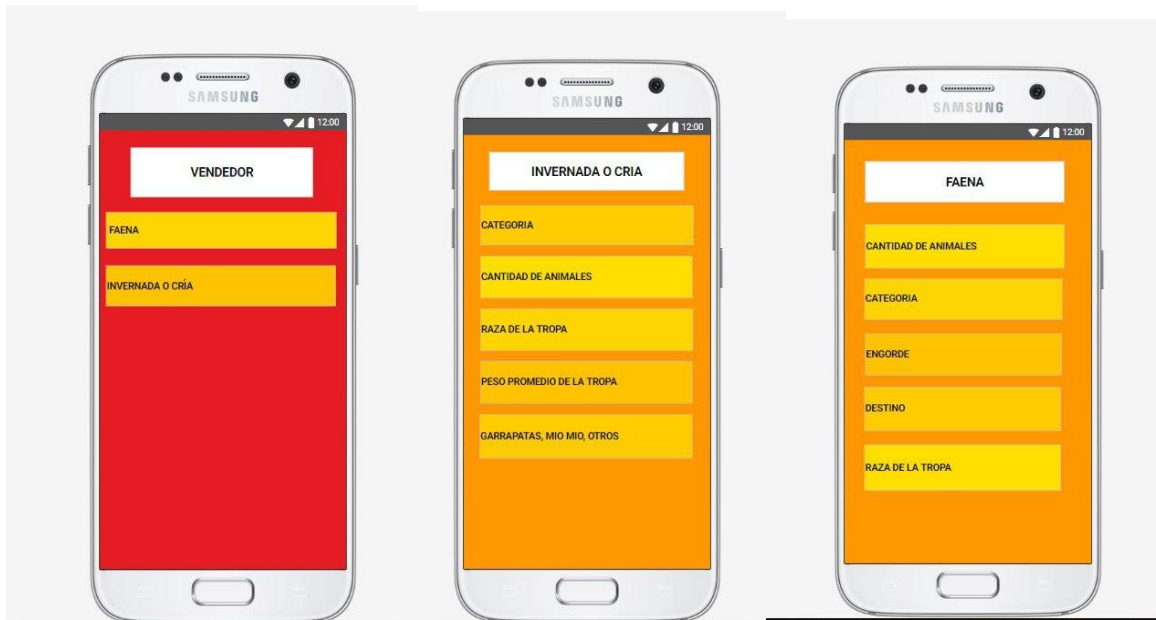 SAMSUNG
12:00
VENDEDOR
FAENA
INVERNADA O CRÍA
SAMSUNG
12:00
INVERNADA O CRIA
CATEGORIA
CANTIDAD DE ANIMALES
RAZA DE LA TROPA
PESO PROMEDIO DE LA TROPA
GARRAPATAS, MIO MIO, OTROS
SAMSUNG
12:00
FAENA
CANTIDAD DE ANIMALES
CATEGORIA
ENGORDE
DESTINO
RAZA DE LA TROPA